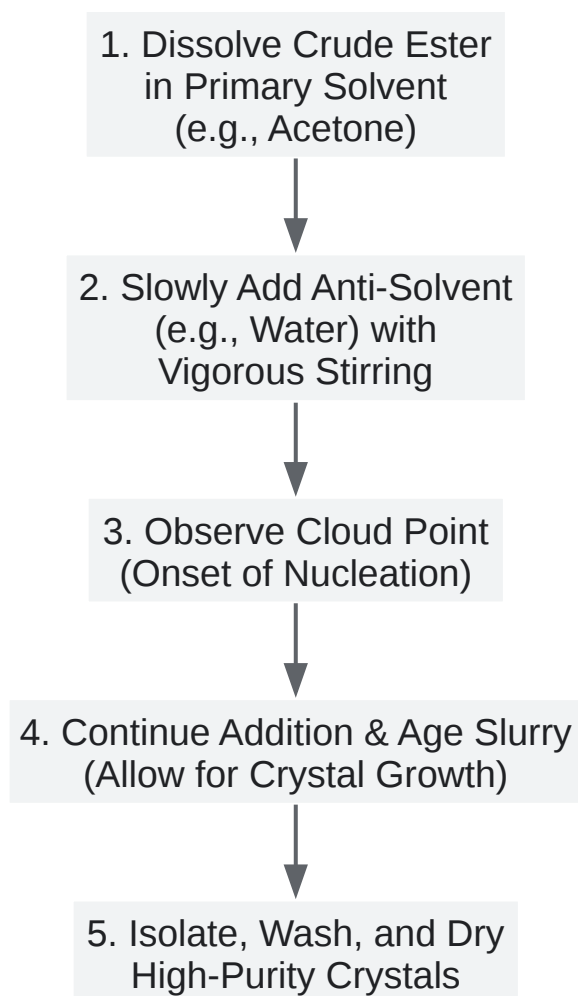 1. Dissolve Crude Ester
in Primary Solvent
(e.g., Acetone)
2. Slowly Add Anti-Solvent
(e.g., Water) with
Vigorous Stirring
3. Observe Cloud Point
(Onset of Nucleation)
4. Continue Addition & Age Slurry
(Allow for Crystal Growth)
5. Isolate, Wash, and Dry
High-Purity Crystals